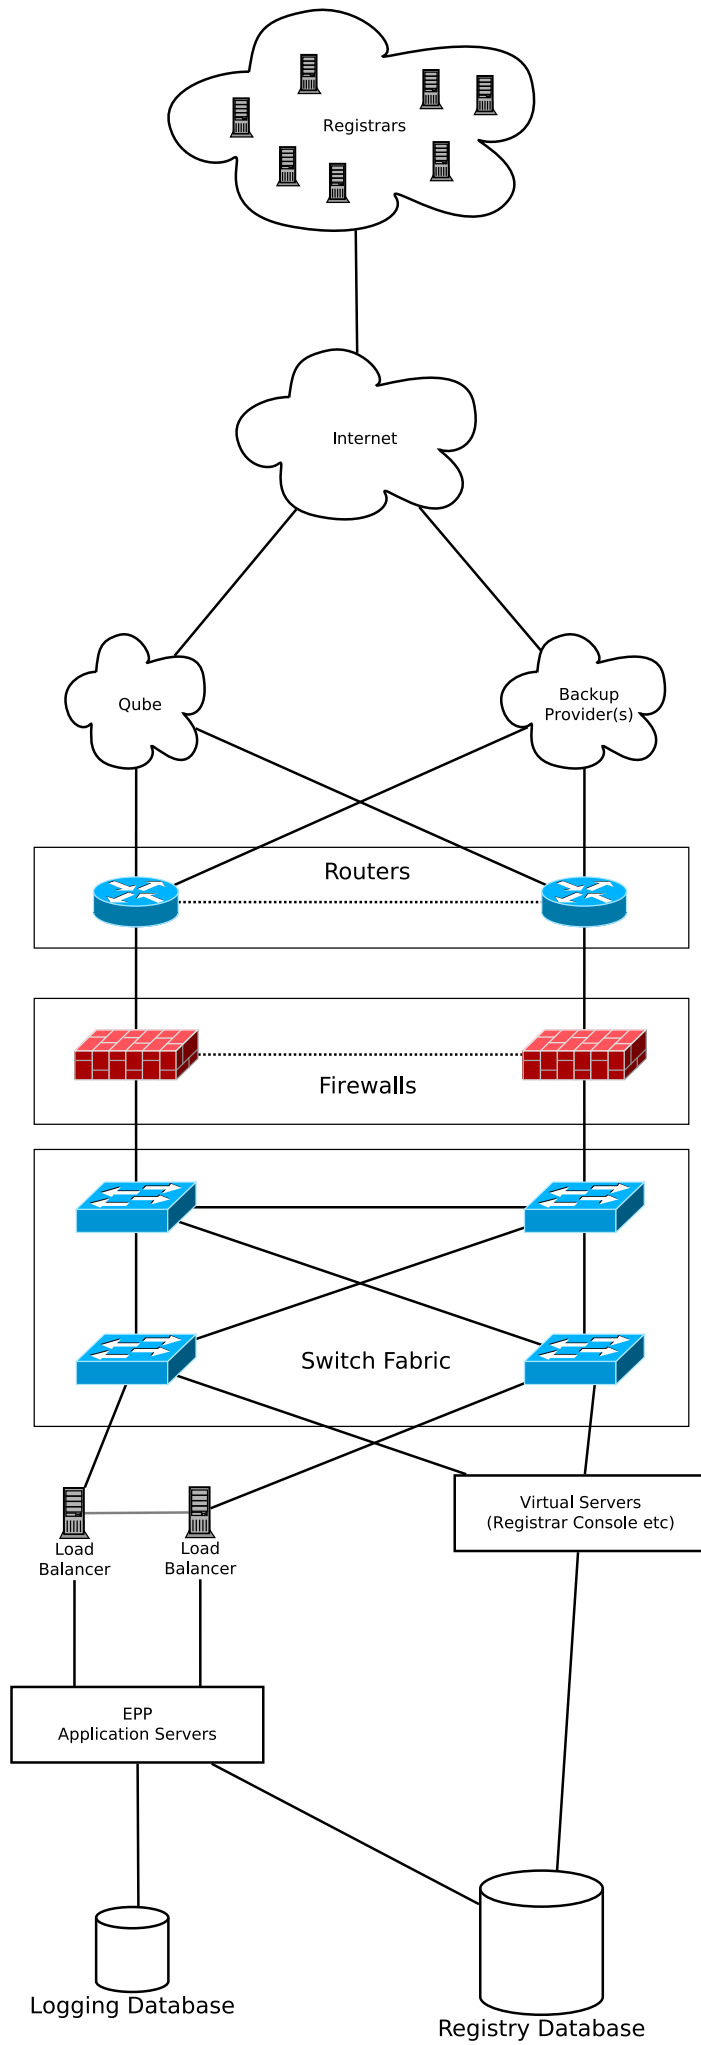 Registrars
Internet
Qube
Backup
Provider(s)
Routers
Firewalls
Switch Fabric
Virtual Servers
(Registrar Console etc)
Load
Balancer
Load
Balancer
EPP
Application Servers
Logging Database
Registry Database